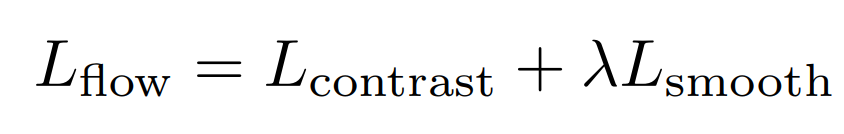 L_flow = L_contrast + λL_smooth